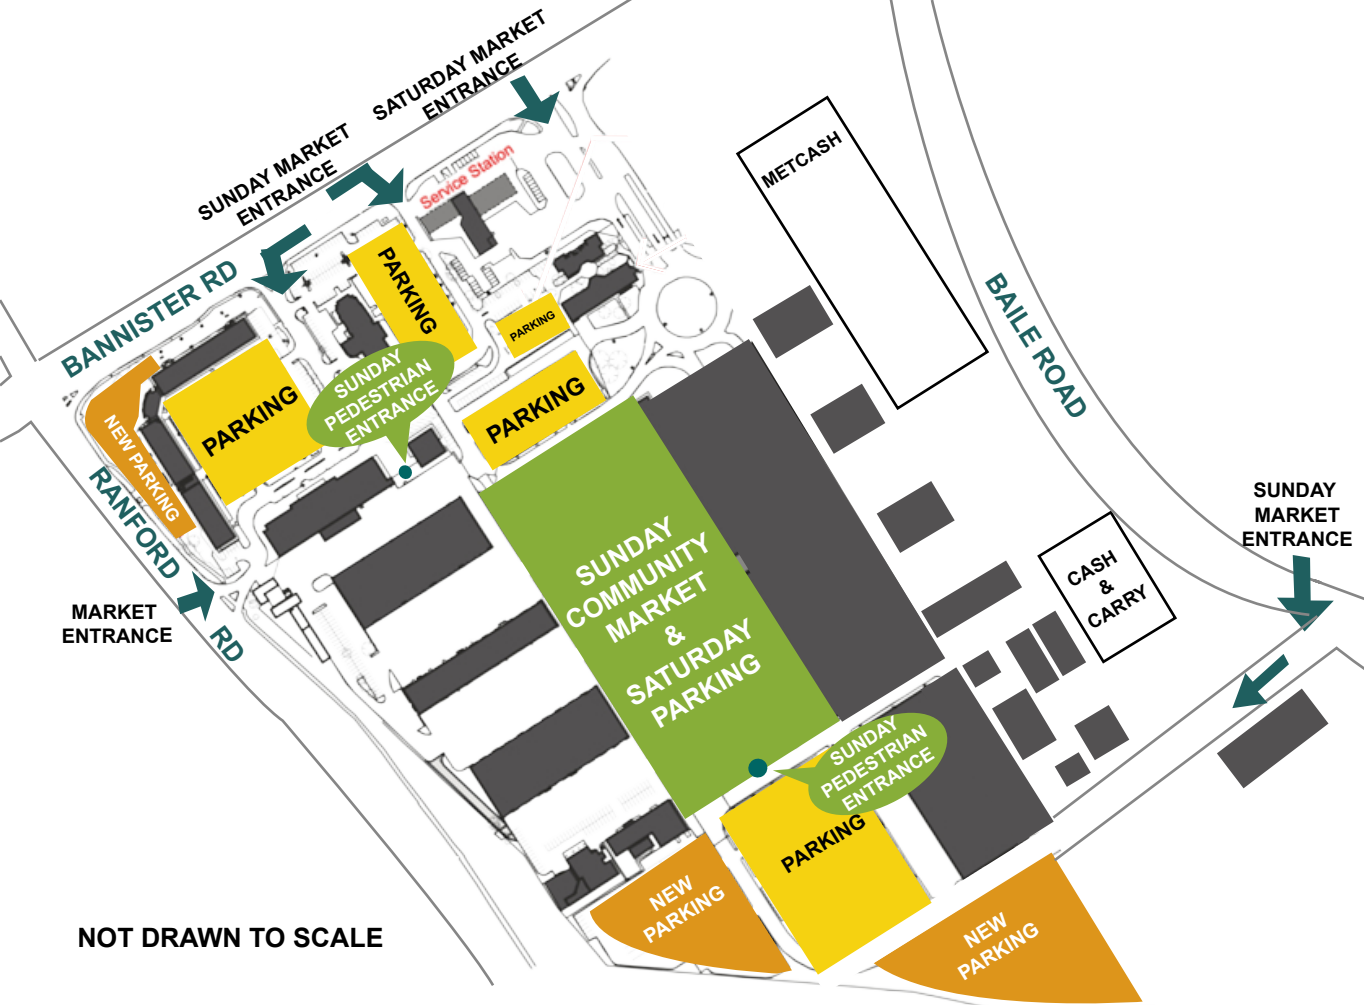 SATURDAY MARKET
ENTRANCE
SUNDAY MARKET
ENTRANCE
Service Station
METCASH
BANNISTER RD
PARKING
PARKING
PARKING
PARKING
NEW PARKING
SUNDAY
PEDESTRIAN
ENTRANCE
BAILE ROAD
RANFORD
RD
MARKET
ENTRANCE
SUNDAY
COMMUNITY
MARKET
&
SATURDAY
PARKING
CASH
&
CARRY
SUNDAY
MARKET
ENTRANCE
SUNDAY
PEDESTRIAN
ENTRANCE
PARKING
NEW
PARKING
NEW
PARKING
NOT DRAWN TO SCALE